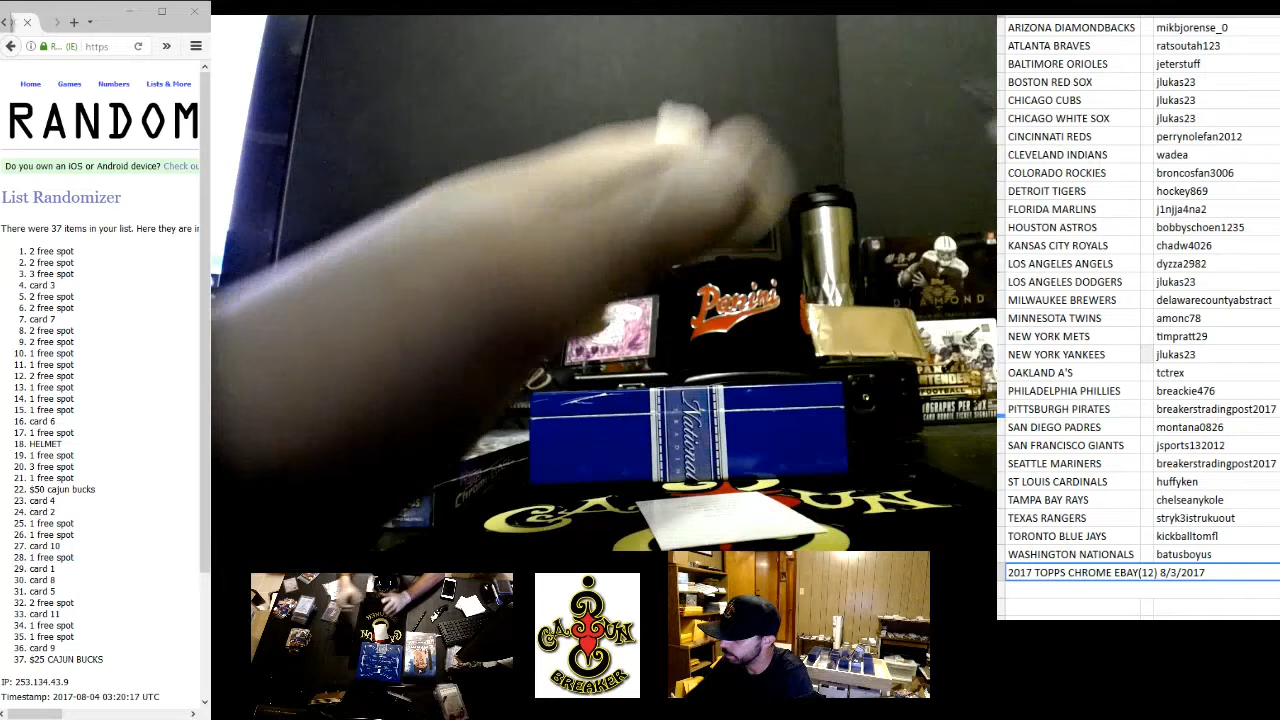 R... (IE)
https
Home Games Numbers Lists & More
RANDOM
Do you own an iOS or Android device? Check ou
List Randomizer
There were 37 items in your list. Here they are i
1. 2 free spot
2. 2 free spot
3. 3 free spot
4. card 3
5. 2 free spot
6. 2 free spot
7. card 7
8. 2 free spot
9. 2 free spot
10. 1 free spot
11. 1 free spot
12. 2 free spot
13. 1 free spot
14. 1 free spot
15. 1 free spot
16. card 6
17. 1 free spot
18. HELMET
19. 1 free spot
20. 3 free spot
21. 1 free spot
22. $50 cajun bucks
23. card 4
24. card 2
25. 1 free spot
26. 1 free spot
27. card 10
28. 1 free spot
29. card 1
30. card 8
31. card 5
32. 2 free spot
33. card 11
34. 1 free spot
35. 1 free spot
36. card 9
37. $25 CAJUN BUCKS
IP: 253.134.43.9
Timestamp: 2017-08-04 03:20:17 UTC
Panini
DIAMOND
FOOTBALL
National
CAJUN
CAJUN
BREAKER
ARIZONA DIAMONDBACKS mikbjorense_0
ATLANTA BRAVES ratsoutah123
BALTIMORE ORIOLES jeterstuff
BOSTON RED SOX jlukas23
CHICAGO CUBS jlukas23
CHICAGO WHITE SOX jlukas23
CINCINNATI REDS perrynolefan2012
CLEVELAND INDIANS wadea
COLORADO ROCKIES broncosfan3006
DETROIT TIGERS hockey869
FLORIDA MARLINS j1njja4na2
HOUSTON ASTROS bobbyschoen1235
KANSAS CITY ROYALS chadw4026
LOS ANGELES ANGELS dyzza2982
LOS ANGELES DODGERS jlukas23
MILWAUKEE BREWERS delawarecountyabstract
MINNESOTA TWINS amonc78
NEW YORK METS timpratt29
NEW YORK YANKEES jlukas23
OAKLAND A'S tctrex
PHILADELPHIA PHILLIES breackie476
PITTSBURGH PIRATES breakerstradingpost2017
SAN DIEGO PADRES montana0826
SAN FRANCISCO GIANTS jsports132012
SEATTLE MARINERS breakerstradingpost2017
ST LOUIS CARDINALS huffyken
TAMPA BAY RAYS chelseanykole
TEXAS RANGERS stryk3istrukuout
TORONTO BLUE JAYS kickballtomfl
WASHINGTON NATIONALS batusboyus
2017 TOPPS CHROME EBAY(12) 8/3/2017